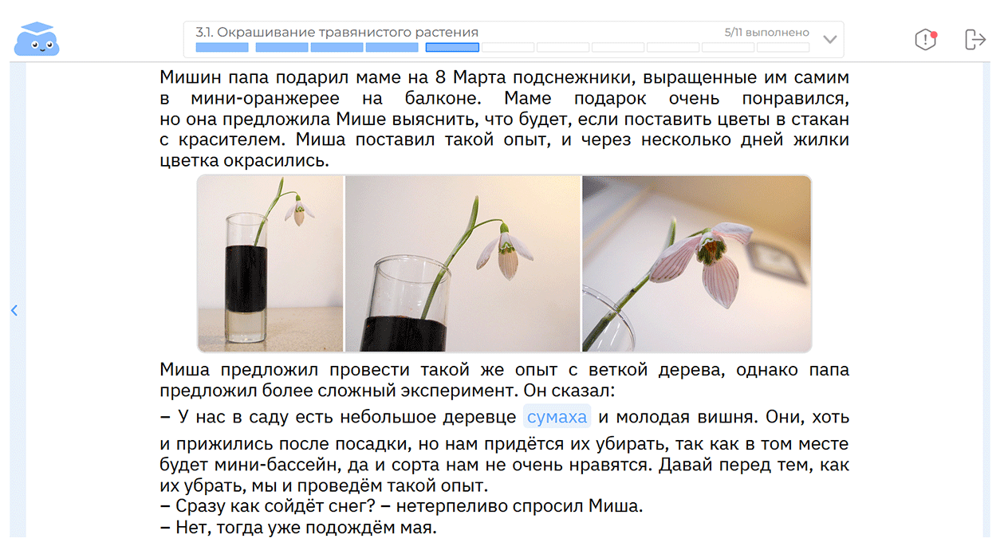 3.1. Окрашивание травянистого растения
5/11 выполнено
Мишин папа подарил маме на 8 Марта подснежники, выращенные им самим
в мини-оранжерее на балконе. Маме подарок очень понравился,
но она предложила Мише выяснить, что будет, если поставить цветы в стакан
с красителем. Миша поставил такой опыт, и через несколько дней жилки
цветка окрасились.
Миша предложил провести такой же опыт с веткой дерева, однако папа
предложил более сложный эксперимент. Он сказал:
– У нас в саду есть небольшое деревце сумаха и молодая вишня. Они, хоть
и прижились после посадки, но нам придётся их убирать, так как в том месте
будет мини-бассейн, да и сорта нам не очень нравятся. Давай перед тем, как
их убрать, мы и проведём такой опыт.
– Сразу как сойдёт снег? – нетерпеливо спросил Миша.
– Нет, тогда уже подождём мая.